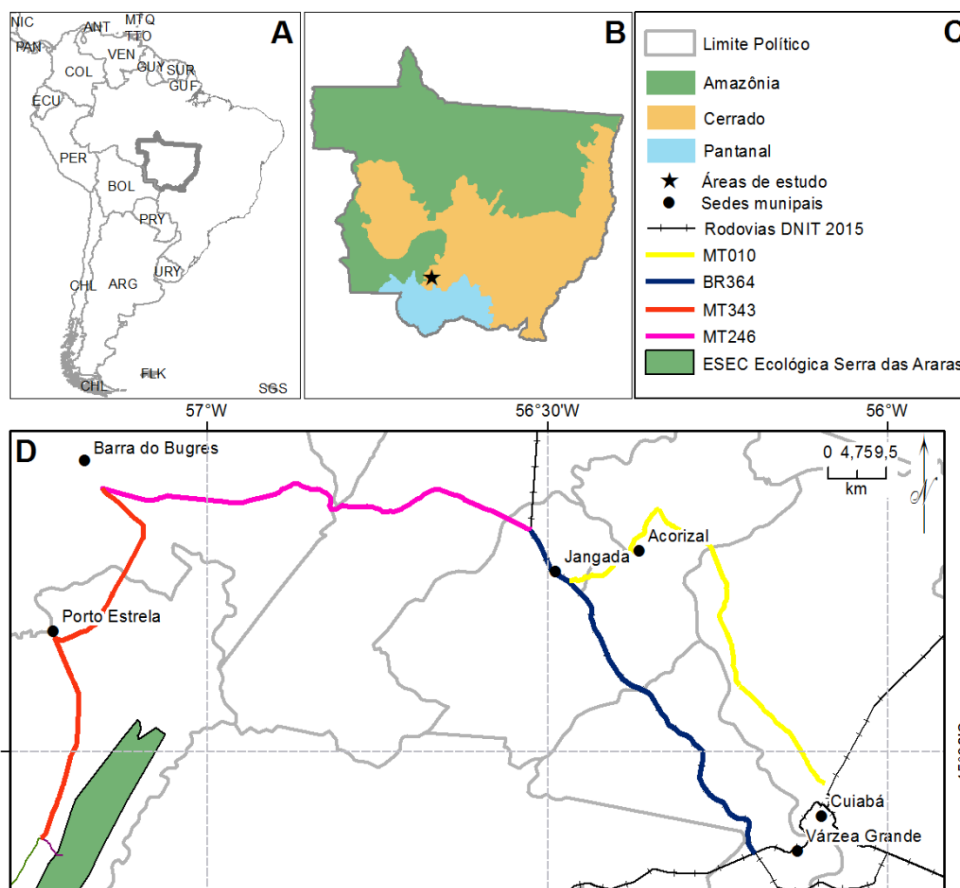 A
NIC
PAN
ANT
MTQ
TTO
VEN
GUY
SUR
GUF
COL
ECU
PER
BOL
PRY
CHL
ARG
URY
CHL
FLK
SGS
B
C
Limite Político
Amazônia
Cerrado
Pantanal
Áreas de estudo
Sedes munipais
Rodovias DNIT 2015
MT010
BR364
MT343
MT246
ESEC Ecológica Serra das Araras
57°W
56°30'W
56°W
D
Barra do Bugres
0 4,759,5
km
N
Acorizal
Jangada
Porto Estrela
Cuiabá
Várzea Grande